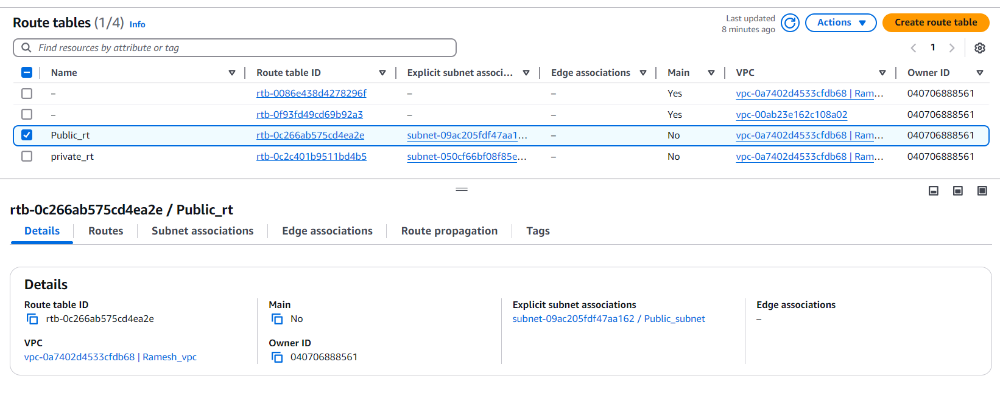 Route tables (1/4) Info
Last updated
8 minutes ago
Actions
Create route table
Find resources by attribute or tag
1
Name Route table ID Explicit subnet associ... Edge associations Main VPC Owner ID
– rtb-0086e438d4278296f – – Yes vpc-0a7402d4533cfdb68 | Ram... 040706888561
– rtb-0f93fd49cd69b92a3 – – Yes vpc-00ab23e162c108a02 040706888561
Public_rt rtb-0c266ab575cd4ea2e subnet-09ac205fdf47aa1... – No vpc-0a7402d4533cfdb68 | Ram... 040706888561
private_rt rtb-0c2c401b9511bd4b5 subnet-050cf66bf08f85e... – No vpc-0a7402d4533cfdb68 | Ram... 040706888561
rtb-0c266ab575cd4ea2e / Public_rt
Details Routes Subnet associations Edge associations Route propagation Tags
Details
Route table ID
rtb-0c266ab575cd4ea2e
VPC
vpc-0a7402d4533cfdb68 | Ramesh_vpc
Main
No
Owner ID
040706888561
Explicit subnet associations
subnet-09ac205fdf47aa162 / Public_subnet
Edge associations
–